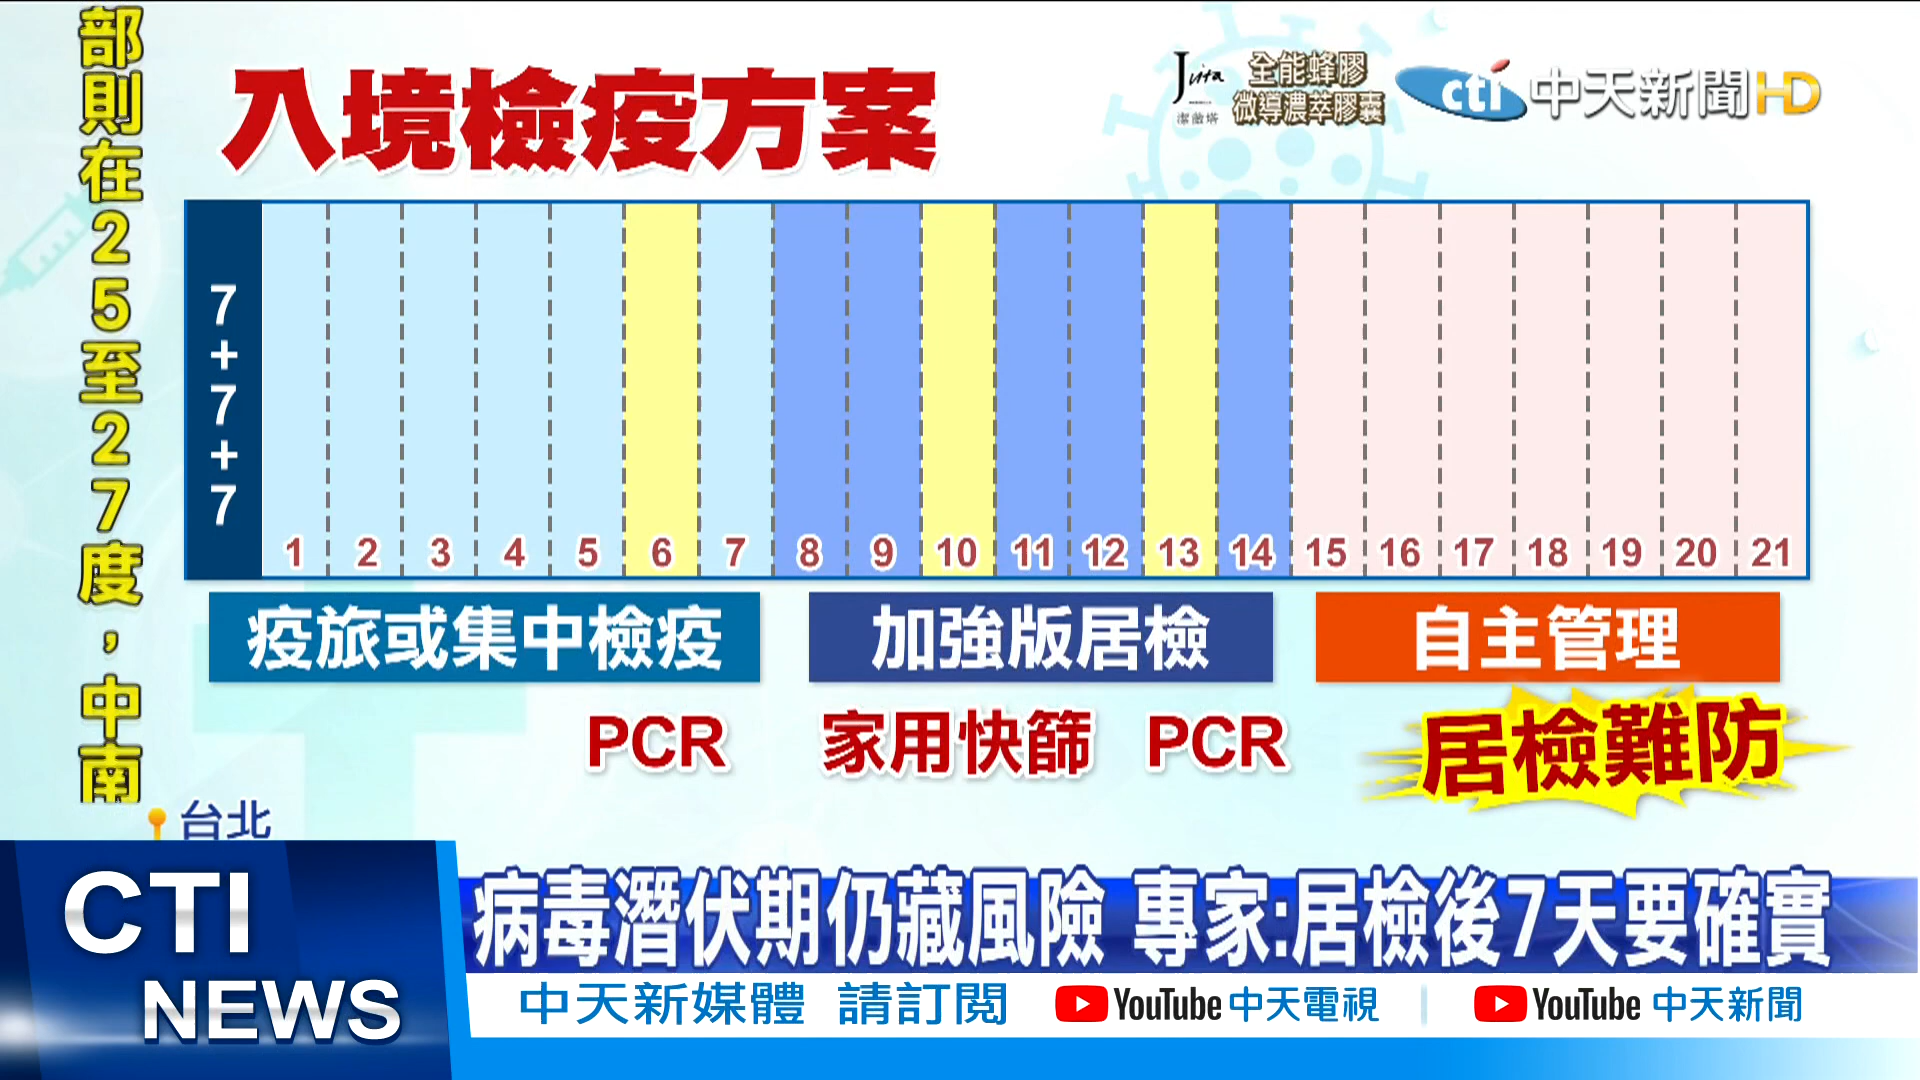 部則在25至27度，中南
入境檢疫方案
Jvita
潔薇塔
全能蜂膠
微導濃萃膠囊
cti 中天新聞HD
7+7+7
1 2 3 4 5 6 7 8 9 10 11 12 13 14 15 16 17 18 19 20 21
疫旅或集中檢疫 加強版居檢 自主管理
PCR 家用快篩 PCR 居檢難防
台北
CTI NEWS
病毒潛伏期仍藏風險 專家:居檢後7天要確實
中天新媒體 請訂閱 YouTube 中天電視 | YouTube 中天新聞